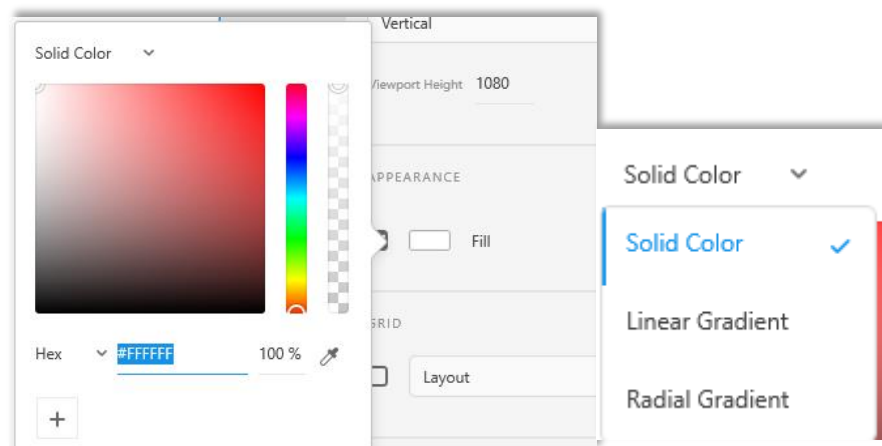 Vertical
Solid Color
Viewport Height 1080
APPEARANCE
Fill
GRID
Hex #FFFFFF 100 %
Layout
+
Solid Color
Solid Color
Linear Gradient
Radial Gradient